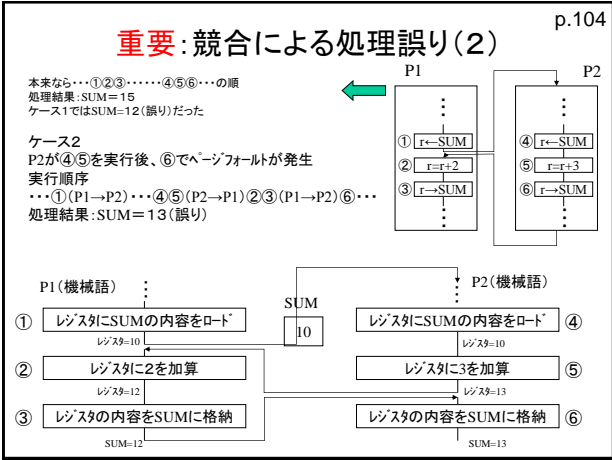 p.104
重要:競合による処理誤り(2)
本来なら・・・①②③・・・・・・④⑤⑥・・・の順
処理結果:SUM=15
ケース1ではSUM=12(誤り)だった
ケース2
P2が④⑤を実行後、⑥でページフォールトが発生
実行順序
・・・①(P1→P2)・・・④⑤(P2→P1)②③(P1→P2)⑥・・・
処理結果:SUM=13(誤り)
P1
① r←SUM
② r=r+2
③ r→SUM
P2
④ r←SUM
⑤ r=r+3
⑥ r→SUM
P1(機械語)
① レジスタにSUMの内容をロード
レジスタ=10
② レジスタに2を加算
レジスタ=12
③ レジスタの内容をSUMに格納
SUM=12
SUM
10
P2(機械語)
レジスタにSUMの内容をロード ④
レジスタ=10
レジスタに3を加算 ⑤
レジスタ=13
レジスタの内容をSUMに格納 ⑥
SUM=13